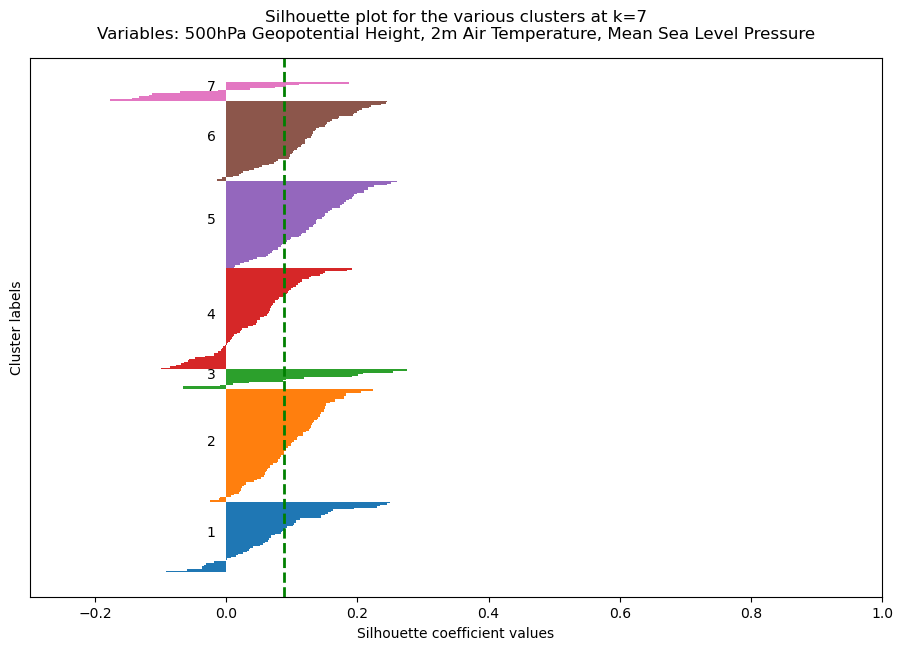 Silhouette plot for the various clusters at k=7
Variables: 500hPa Geopotential Height, 2m Air Temperature, Mean Sea Level Pressure
7
6
5
4
3
2
1
Cluster labels
−0.2 0.0 0.2 0.4 0.6 0.8 1.0
Silhouette coefficient values